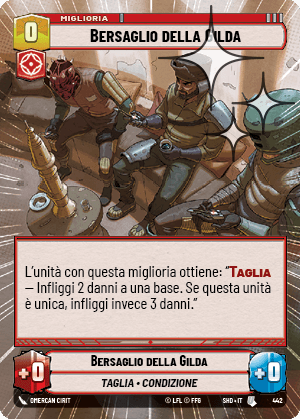 MIGLIORIA
0
BERSAGLIO DELLA GILDA
L'unità con questa miglioria ottiene: "TAGLIA
— Infliggi 2 danni a una base. Se questa unità
è unica, infliggi invece 3 danni."
+0
BERSAGLIO DELLA GILDA
+0
TAGLIA • CONDIZIONE
OMERCAN CIRIT
© LFL © FFG
SHD • IT
442